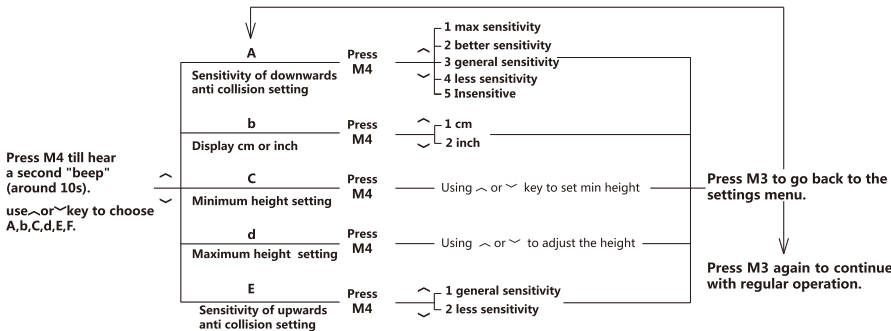 Press M4 till hear
a second "beep"
(around 10s).
use︿or﹀key to choose
A,b,C,d,E,F.
A
Sensitivity of downwards
anti collision setting
Press
M4
1 max sensitivity
2 better sensitivity
3 general sensitivity
4 less sensitivity
5 Insensitive
b
Display cm or inch
Press
M4
1 cm
2 inch
C
Minimum height setting
Press
M4
Using ︿ or ﹀ key to set min height
d
Maximum height setting
Press
M4
Using ︿ or ﹀ to adjust the height
E
Sensitivity of upwards
anti collision setting
Press
M4
1 general sensitivity
2 less sensitivity
Press M3 to go back to the
settings menu.
Press M3 again to continue
with regular operation.